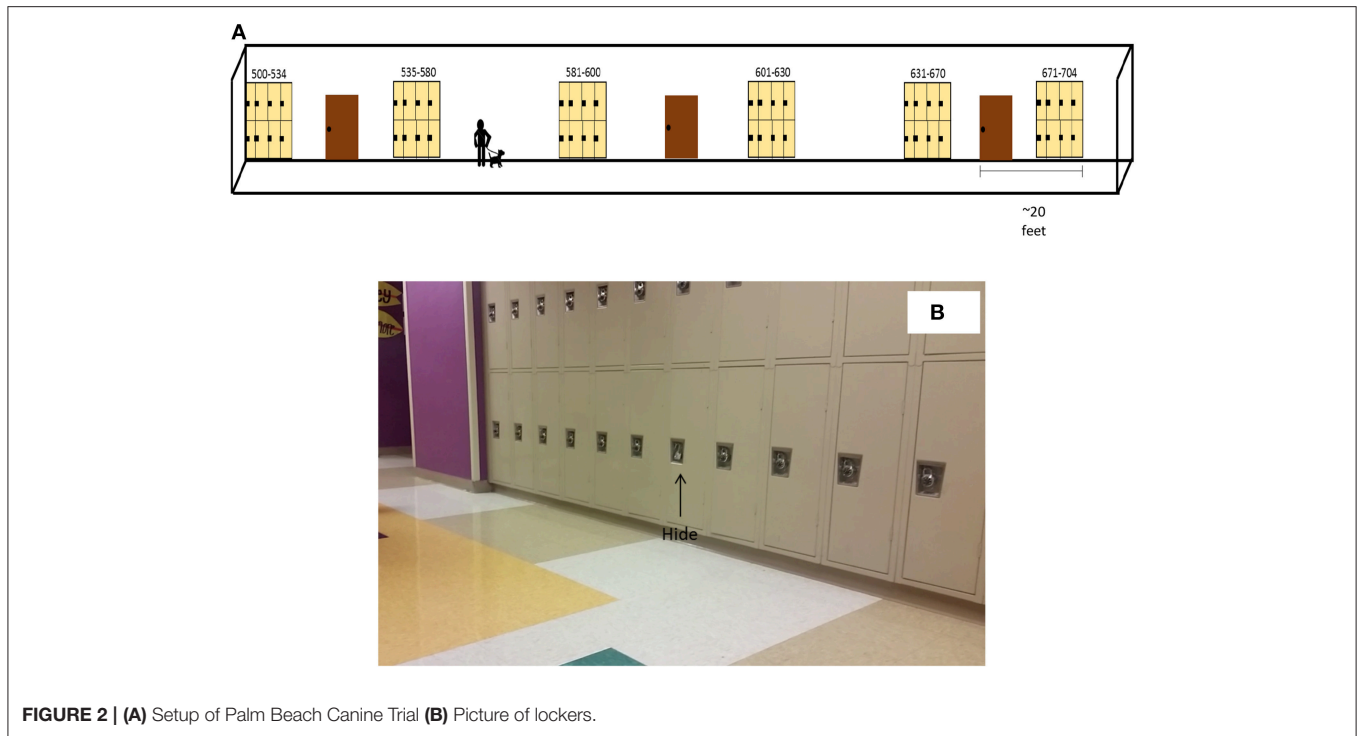 A
500-534
535-580
581-600
601-630
631-670
671-704
~20
feet
B
Hide
FIGURE 2 | (A) Setup of Palm Beach Canine Trial (B) Picture of lockers.